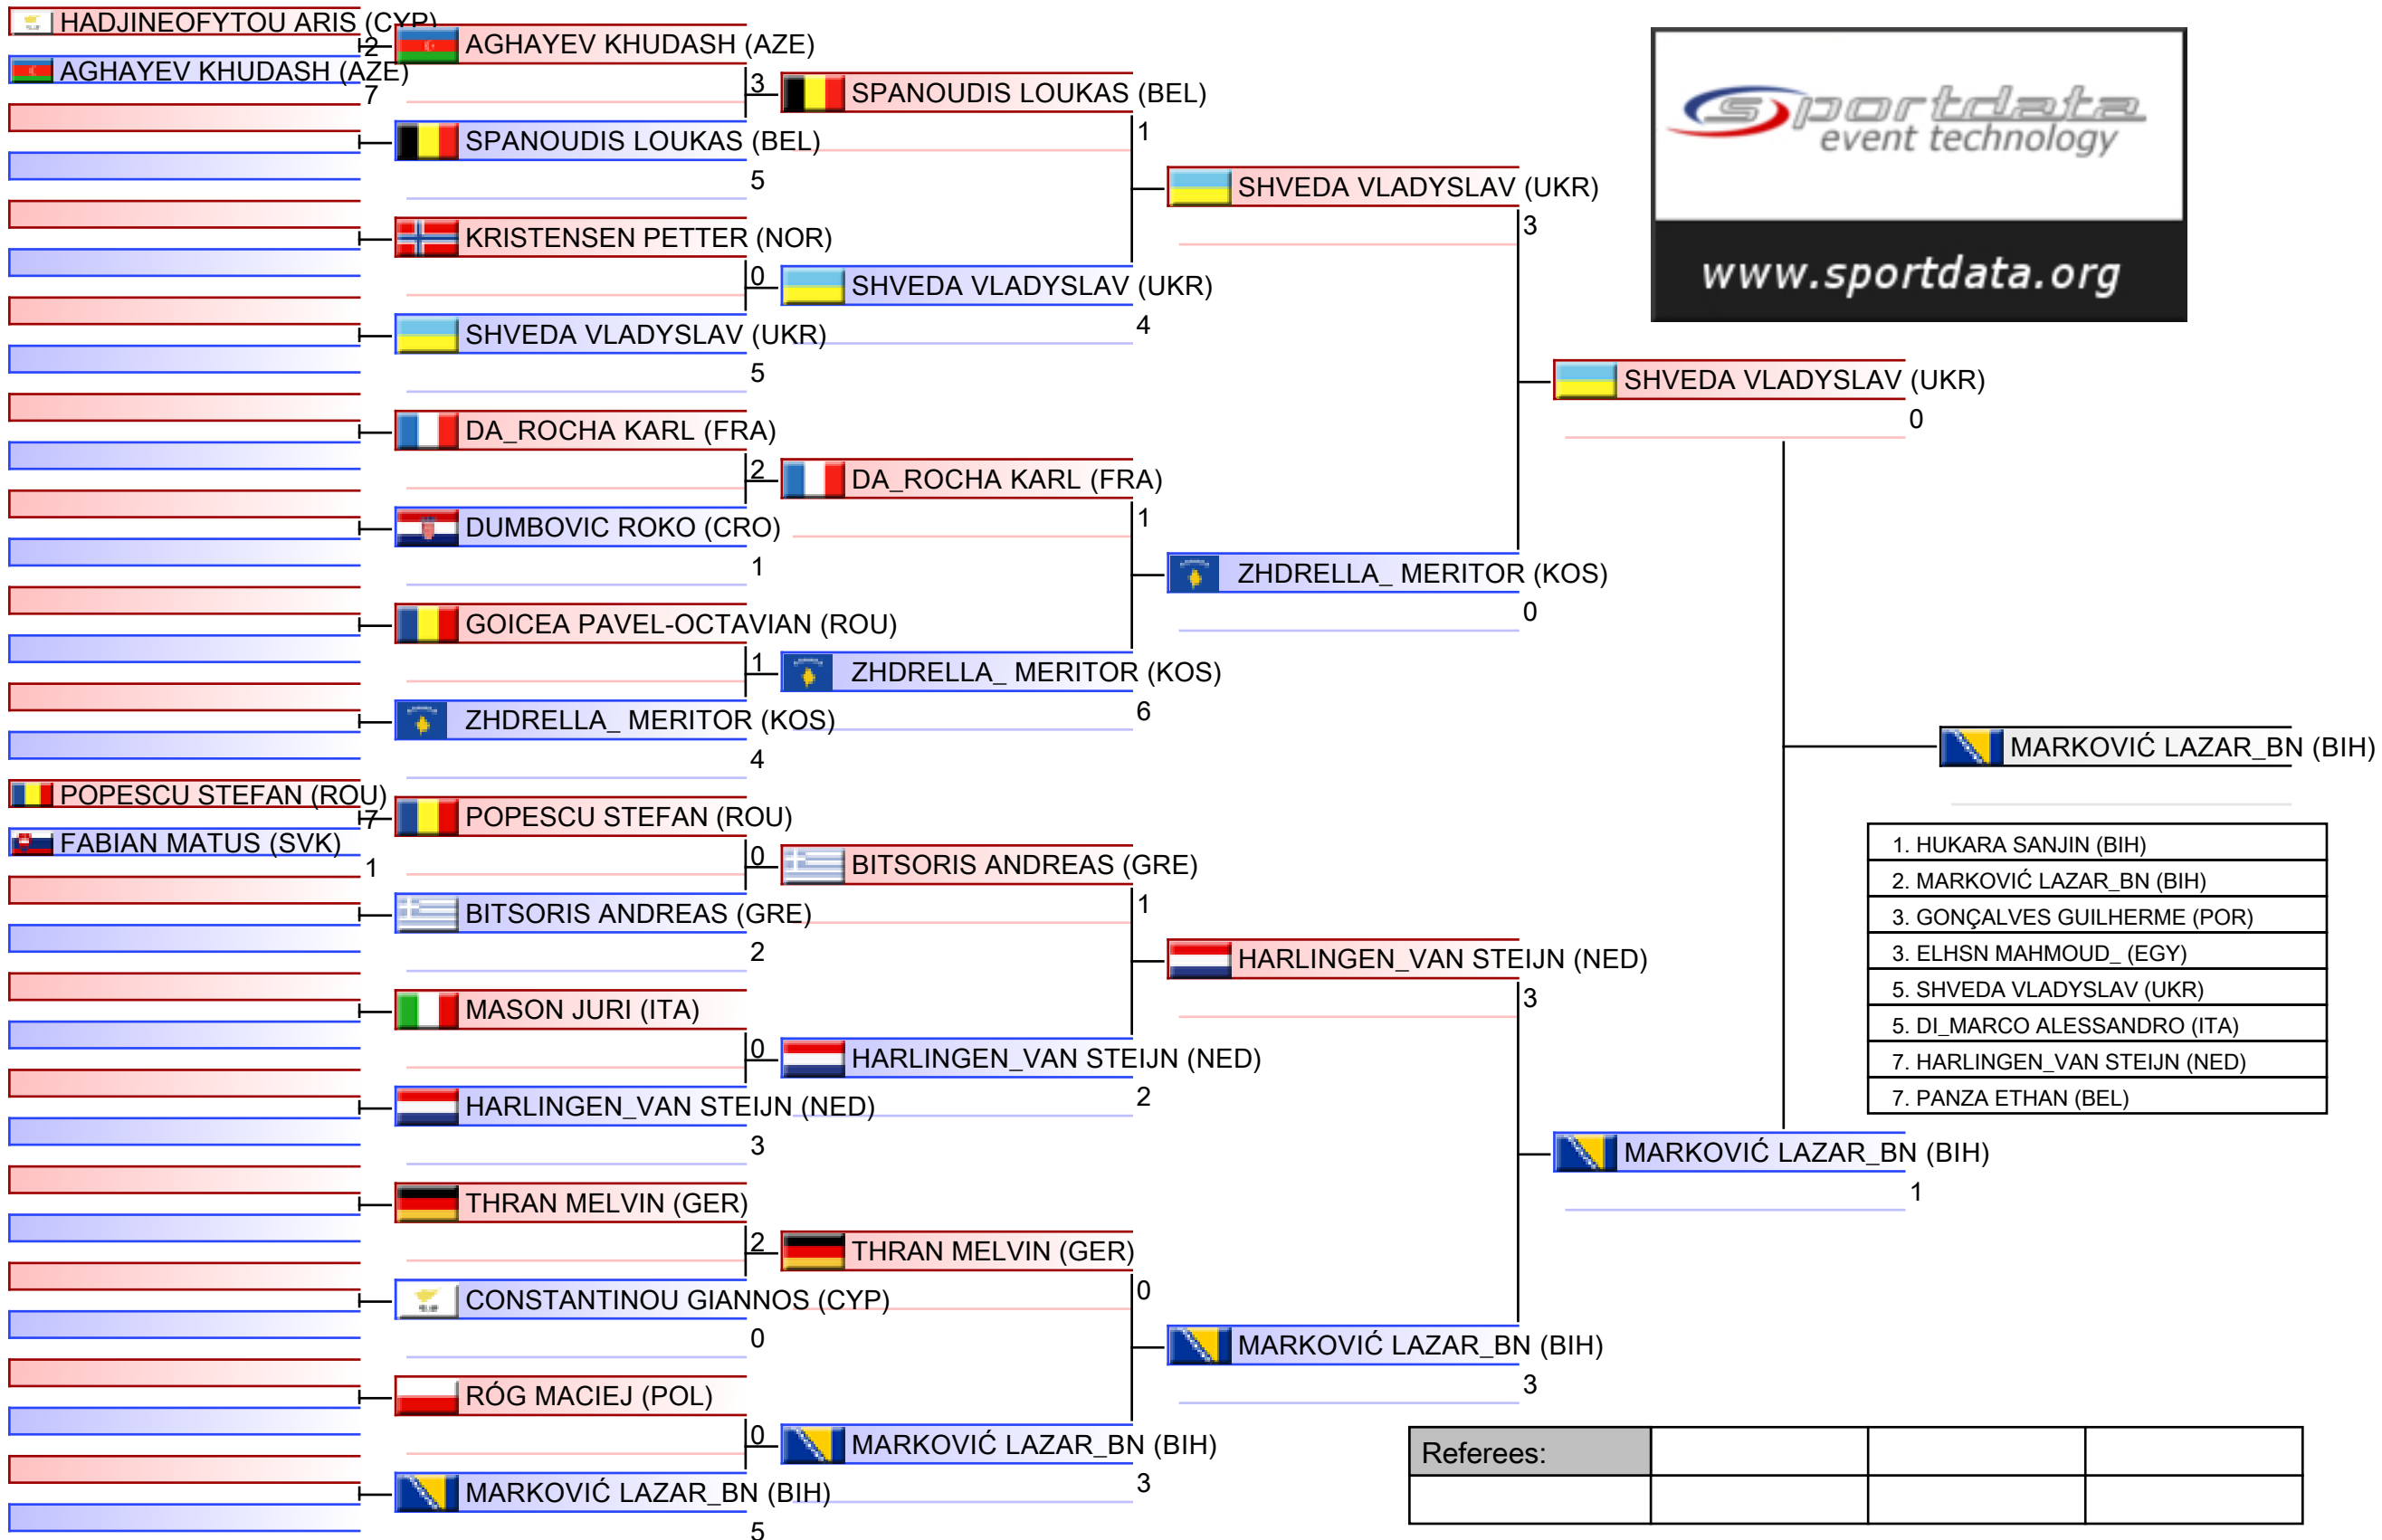 HADJINEOFYTOU ARIS (CYP)
2
AGHAYEV KHUDASH (AZE)
7
POPESCU STEFAN (ROU)
7
FABIAN MATUS (SVK)
1
AGHAYEV KHUDASH (AZE)
3
SPANOUDIS LOUKAS (BEL)
5
KRISTENSEN PETTER (NOR)
0
SHVEDA VLADYSLAV (UKR)
5
DA_ROCHA KARL (FRA)
2
DUMBOVIC ROKO (CRO)
1
GOICEA PAVEL-OCTAVIAN (ROU)
1
ZHDRELLA_ MERITOR (KOS)
4
POPESCU STEFAN (ROU)
0
BITSORIS ANDREAS (GRE)
2
MASON JURI (ITA)
0
HARLINGEN_VAN STEIJN (NED)
3
THRAN MELVIN (GER)
2
CONSTANTINOU GIANNOS (CYP)
0
RÓG MACIEJ (POL)
0
MARKOVIĆ LAZAR_BN (BIH)
5
SPANOUDIS LOUKAS (BEL)
1
SHVEDA VLADYSLAV (UKR)
4
DA_ROCHA KARL (FRA)
1
ZHDRELLA_ MERITOR (KOS)
6
BITSORIS ANDREAS (GRE)
1
HARLINGEN_VAN STEIJN (NED)
2
THRAN MELVIN (GER)
0
MARKOVIĆ LAZAR_BN (BIH)
3
SHVEDA VLADYSLAV (UKR)
3
ZHDRELLA_ MERITOR (KOS)
0
HARLINGEN_VAN STEIJN (NED)
3
MARKOVIĆ LAZAR_BN (BIH)
3
SHVEDA VLADYSLAV (UKR)
0
MARKOVIĆ LAZAR_BN (BIH)
1
MARKOVIĆ LAZAR_BN (BIH)
sportdata
event technology
www.sportdata.org
1. HUKARA SANJIN (BIH)
2. MARKOVIĆ LAZAR_BN (BIH)
3. GONÇALVES GUILHERME (POR)
3. ELHSN MAHMOUD_ (EGY)
5. SHVEDA VLADYSLAV (UKR)
5. DI_MARCO ALESSANDRO (ITA)
7. HARLINGEN_VAN STEIJN (NED)
7. PANZA ETHAN (BEL)
Referees: